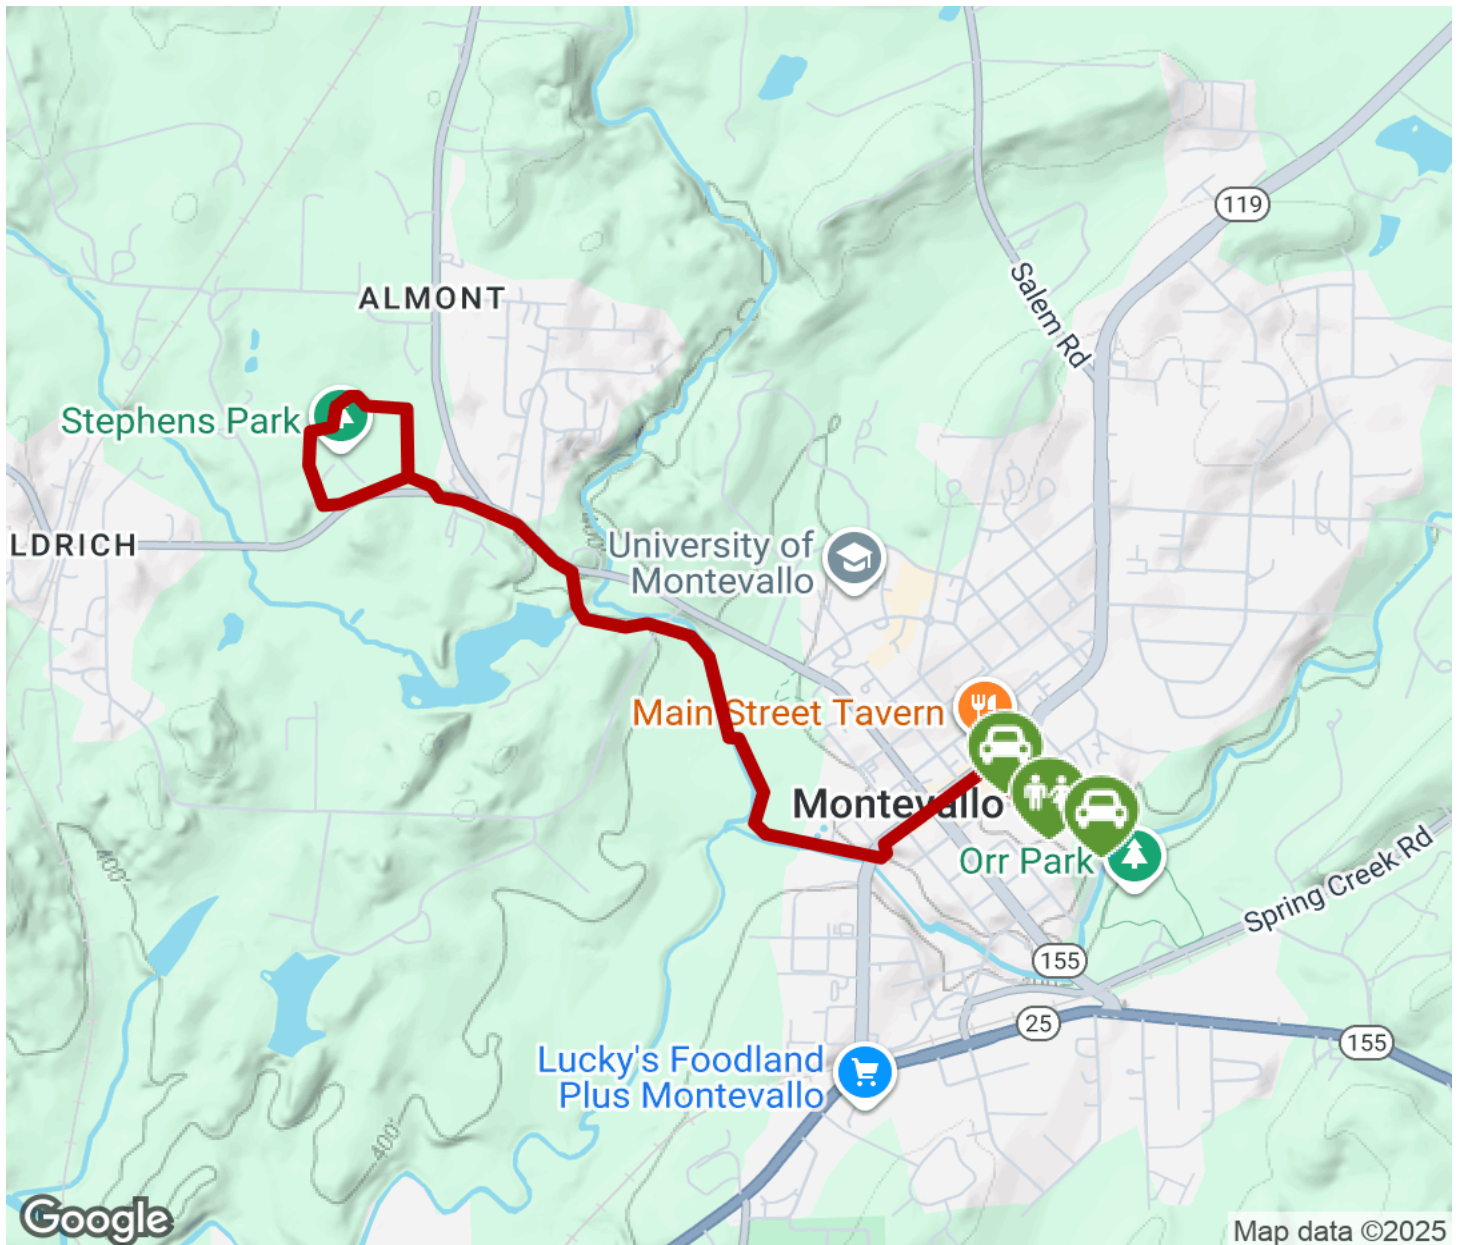 119
Salem Rd
ALMONT
Stephens Park
LDRICH
University of
Montevallo
400'
Main Street Tavern
Montevallo
Orr Park
Spring Creek Rd
400'
155
25
155
Lucky's Foodland
Plus Montevallo
400'
Google
Map data ©2025